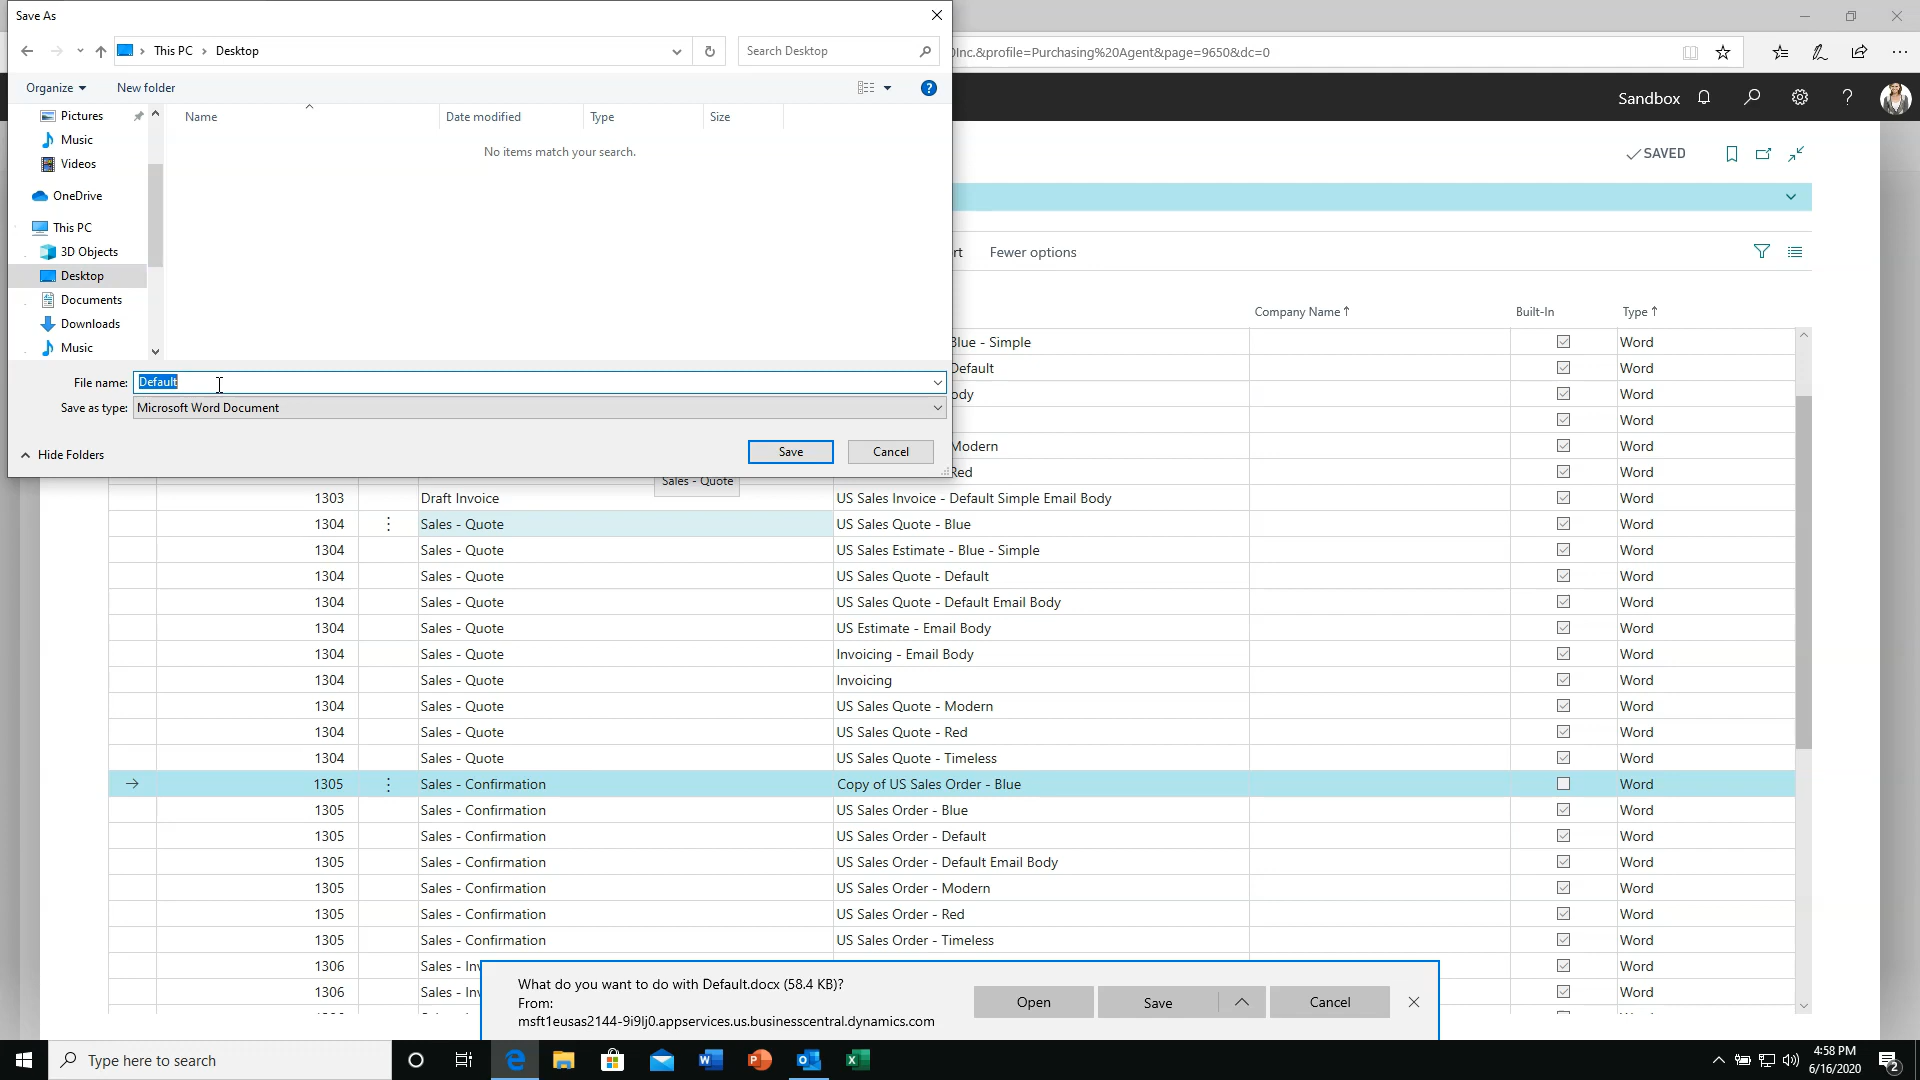 Save As
This PC > Desktop
Search Desktop
Organize
New folder
Pictures
Music
Videos
OneDrive
This PC
3D Objects
Desktop
Documents
Downloads
Music
Name
Date modified
Type
Size
No items match your search.
File name: Default
Save as type: Microsoft Word Document
Hide Folders
Save
Cancel
Inc.&profile=Purchasing%20Agent&page=9650&dc=0
Sandbox
SAVED
rt Fewer options
Company Name↑ Built-In Type↑
Blue - Simple Word
Default Word
ody Word
Word
Modern Word
Red Word
Sales - Quote
1303 Draft Invoice US Sales Invoice - Default Simple Email Body Word
1304 Sales - Quote US Sales Quote - Blue Word
1304 Sales - Quote US Sales Estimate - Blue - Simple Word
1304 Sales - Quote US Sales Quote - Default Word
1304 Sales - Quote US Sales Quote - Default Email Body Word
1304 Sales - Quote US Estimate - Email Body Word
1304 Sales - Quote Invoicing - Email Body Word
1304 Sales - Quote Invoicing Word
1304 Sales - Quote US Sales Quote - Modern Word
1304 Sales - Quote US Sales Quote - Red Word
1304 Sales - Quote US Sales Quote - Timeless Word
1305 Sales - Confirmation Copy of US Sales Order - Blue Word
1305 Sales - Confirmation US Sales Order - Blue Word
1305 Sales - Confirmation US Sales Order - Default Word
1305 Sales - Confirmation US Sales Order - Default Email Body Word
1305 Sales - Confirmation US Sales Order - Modern Word
1305 Sales - Confirmation US Sales Order - Red Word
1305 Sales - Confirmation US Sales Order - Timeless Word
1306 Sales - Inv Word
1306 Sales - Inv Word
What do you want to do with Default.docx (58.4 KB)?
From:
msft1eusas2144-9i9lj0.appservices.us.businesscentral.dynamics.com
Open
Save
Cancel
Type here to search
4:58 PM
6/16/2020
2